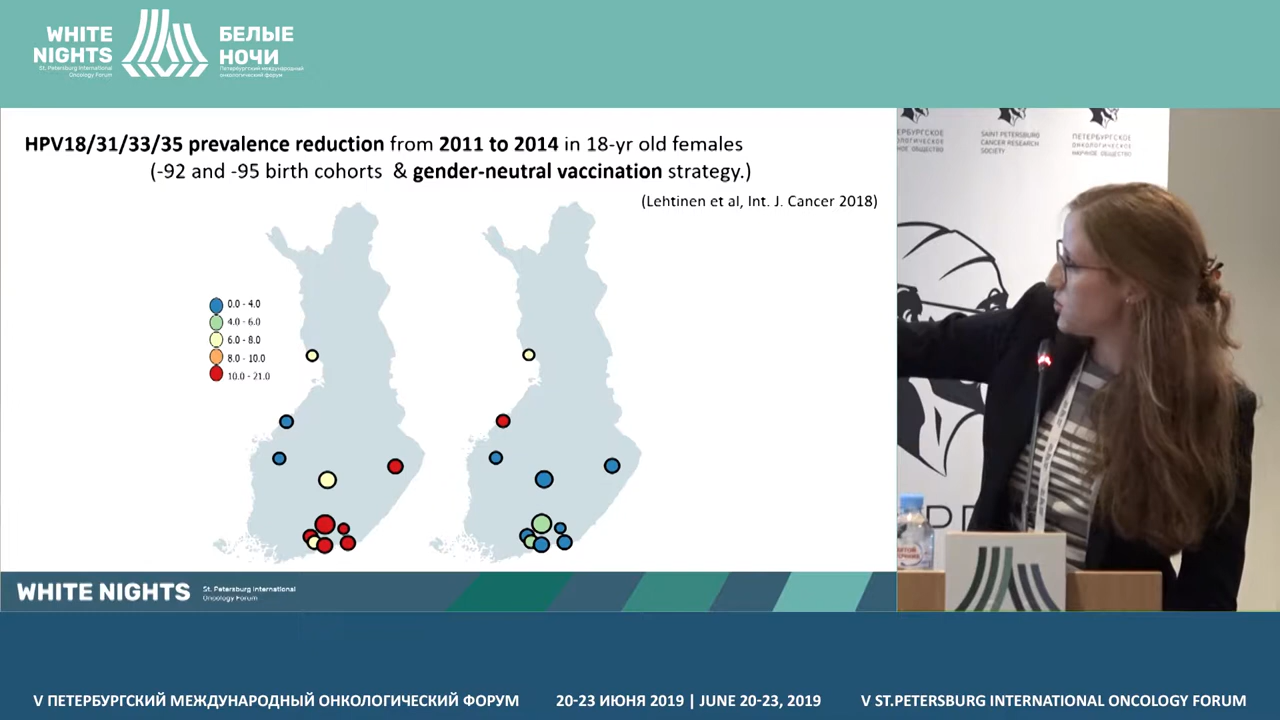 WHITE
NIGHTS
St. Petersburg International
Oncology Forum
БЕЛЫЕ
НОЧИ
Петербургский международный
онкологический форум
HPV18/31/33/35 prevalence reduction from 2011 to 2014 in 18-yr old females
(-92 and -95 birth cohorts & gender-neutral vaccination strategy.)
(Lehtinen et al, Int. J. Cancer 2018)
0.0 - 4.0
4.0 - 6.0
6.0 - 8.0
8.0 - 10.0
10.0 - 21.0
ЕРБУРГСКОЕ
SAINT PETERSBURG
CANCER RESEARCH
SOCIETY
ПЕТЕРБУРГСКОЕ
ОНКОЛОГИЧЕСКОЕ
НАУЧНОЕ ОБЩЕСТВО
WHITE NIGHTS
St. Petersburg International
Oncology Forum
V ПЕТЕРБУРГСКИЙ МЕЖДУНАРОДНЫЙ ОНКОЛОГИЧЕСКИЙ ФОРУМ
20-23 ИЮНЯ 2019 | JUNE 20-23, 2019
V ST.PETERSBURG INTERNATIONAL ONCOLOGY FORUM